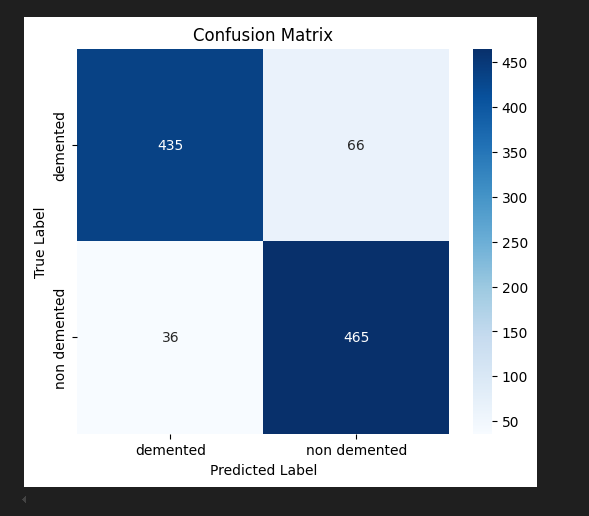 Confusion Matrix
True Label
demented
435
66
non demented
36
465
demented
non demented
Predicted Label
450
400
350
300
250
200
150
100
50